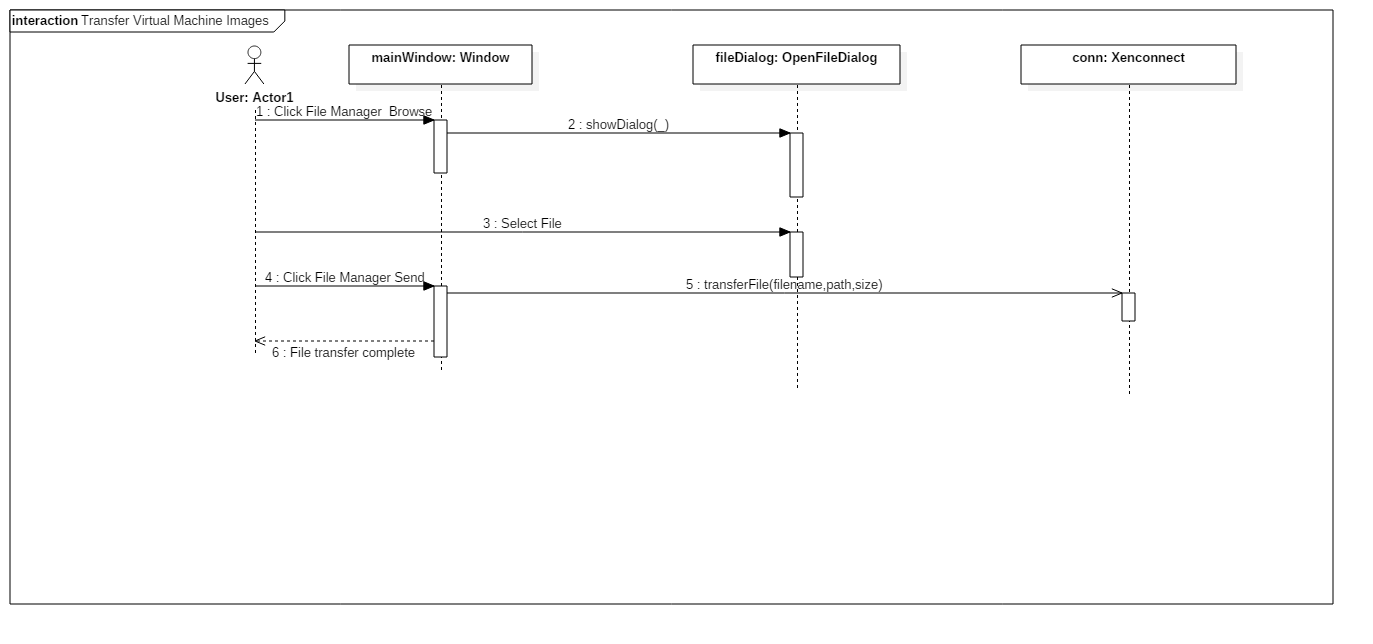 interaction Transfer Virtual Machine Images
mainWindow: Window
fileDialog: OpenFileDialog
conn: Xenconnect
User: Actor1
1 : Click File Manager  Browse
2 : showDialog(_)
3 : Select File
4 : Click File Manager Send
5 : transferFile(filename,path,size)
6 : File transfer complete